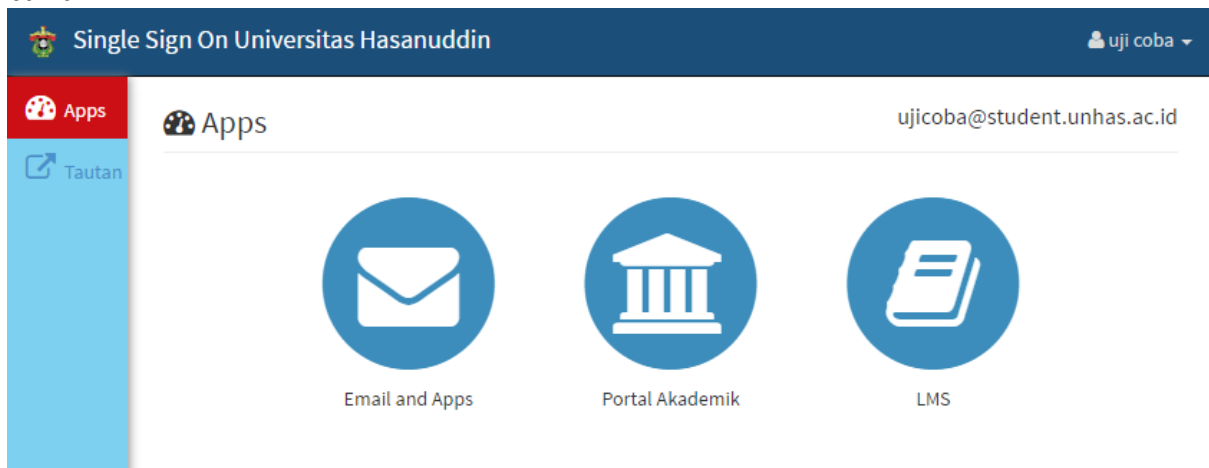 Single Sign On Universitas Hasanuddin
uji coba
Apps
Tautan
Apps
ujicoba@student.unhas.ac.id
Email and Apps
Portal Akademik
LMS